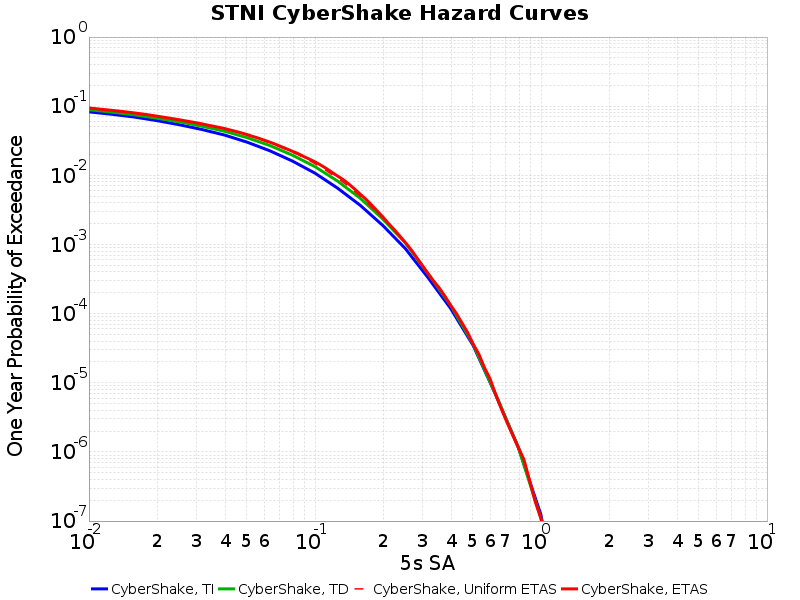 STNI CyberShake Hazard Curves
One Year Probability of Exceedance
10^0
10^-1
10^-2
10^-3
10^-4
10^-5
10^-6
10^-7
10^-2 2 3 4 5 6 10^-1 2 3 4 5 6 7 10^0 2 3 4 5 6 7 10^1
5s SA
CyberShake, TI CyberShake, TD CyberShake, Uniform ETAS CyberShake, ETAS